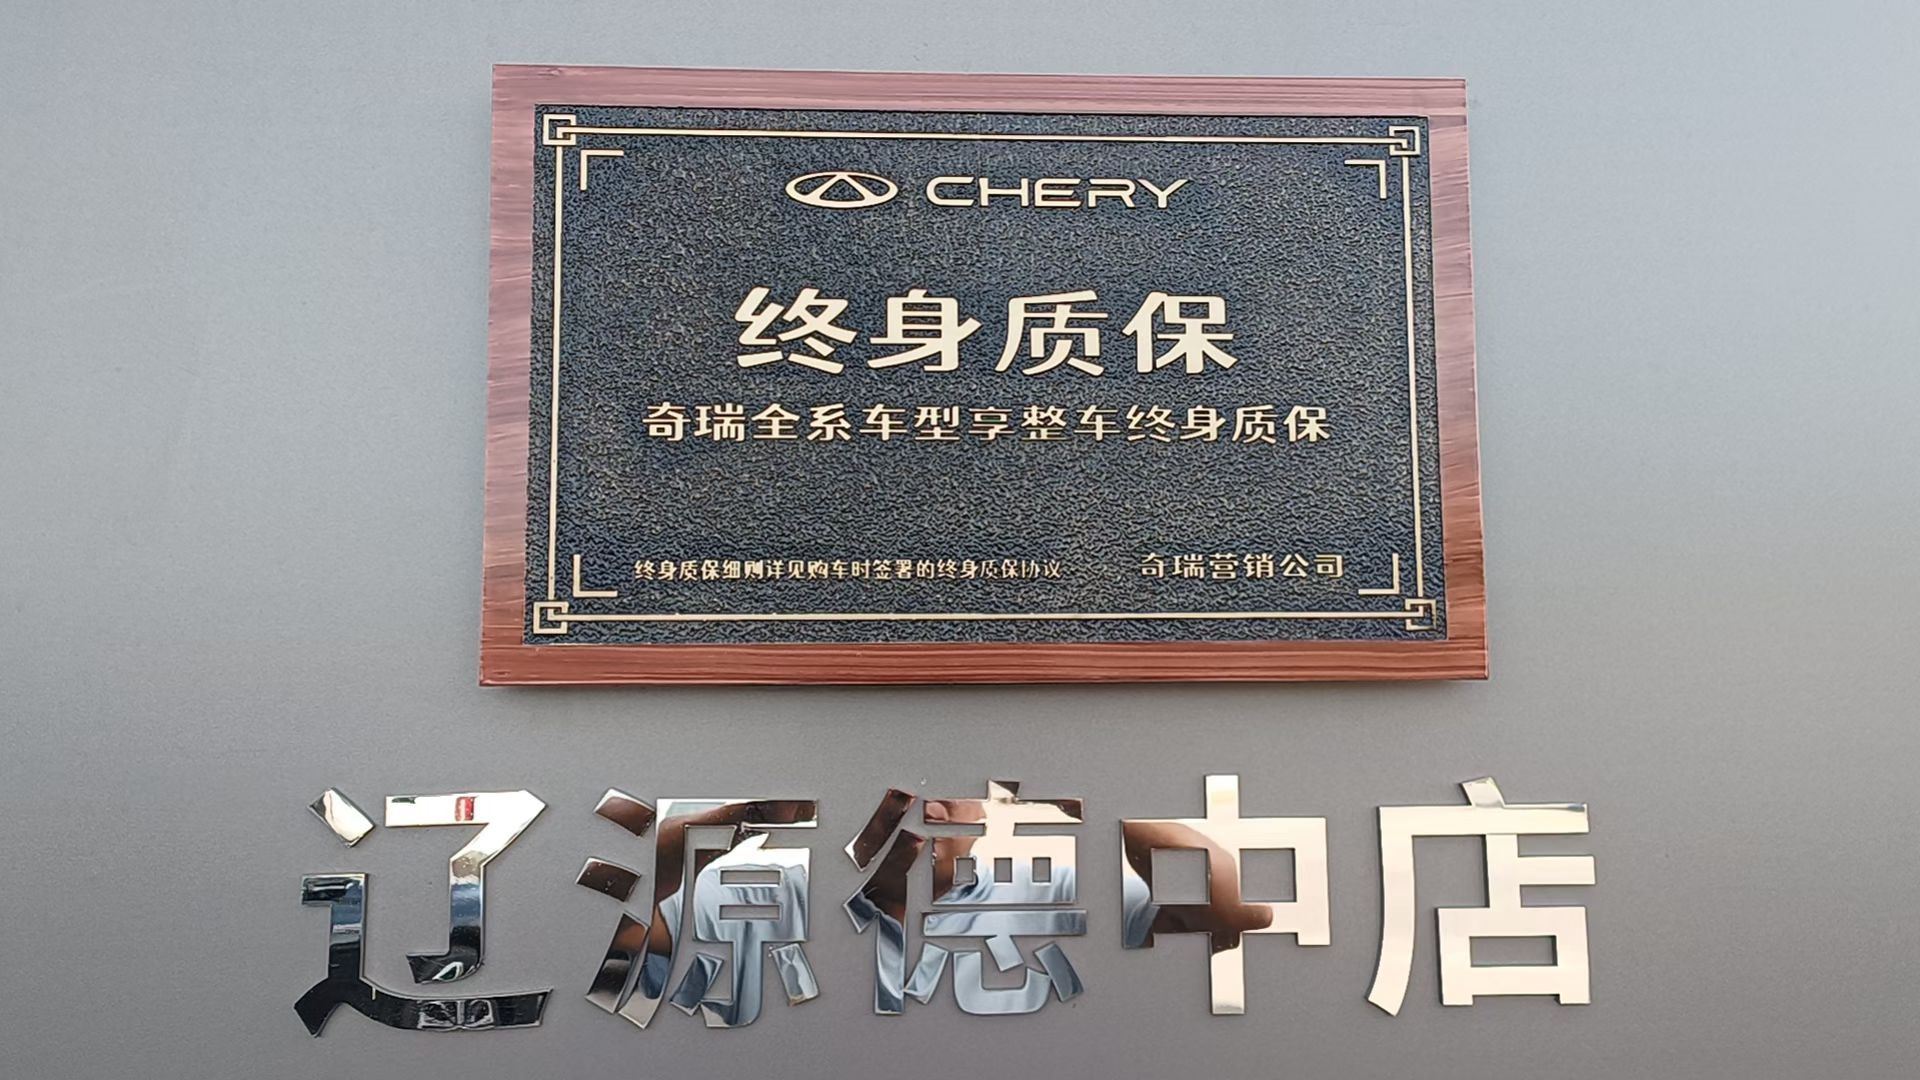 CHERY
终身质保
奇瑞全系车型享整车终身质保
终身质保细则详见购车时签署的终身质保协议
奇瑞营销公司
辽源德中店